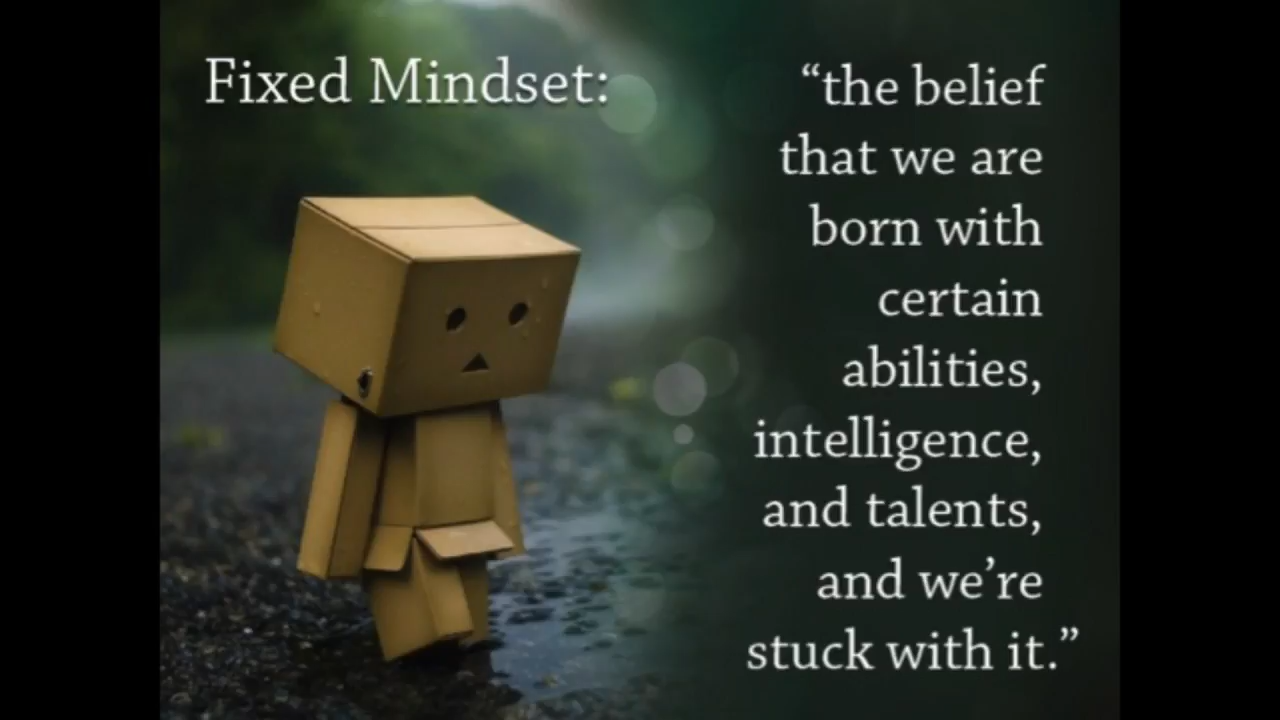 Fixed Mindset:
“the belief
that we are
born with
certain
abilities,
intelligence,
and talents,
and we’re
stuck with it.”